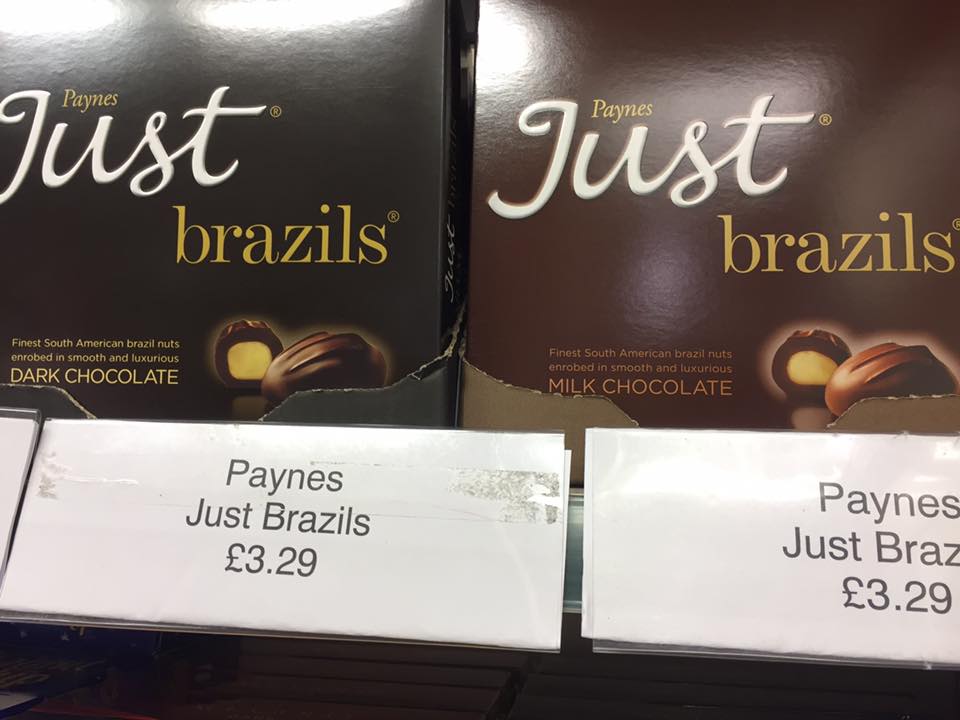 Paynes
Just®
brazils®
Finest South American brazil nuts
enrobed in smooth and luxurious
DARK CHOCOLATE
Just
Paynes
Just®
brazils®
Finest South American brazil nuts
enrobed in smooth and luxurious
MILK CHOCOLATE
Paynes
Just Brazils
£3.29
Paynes
Just Braz
£3.29